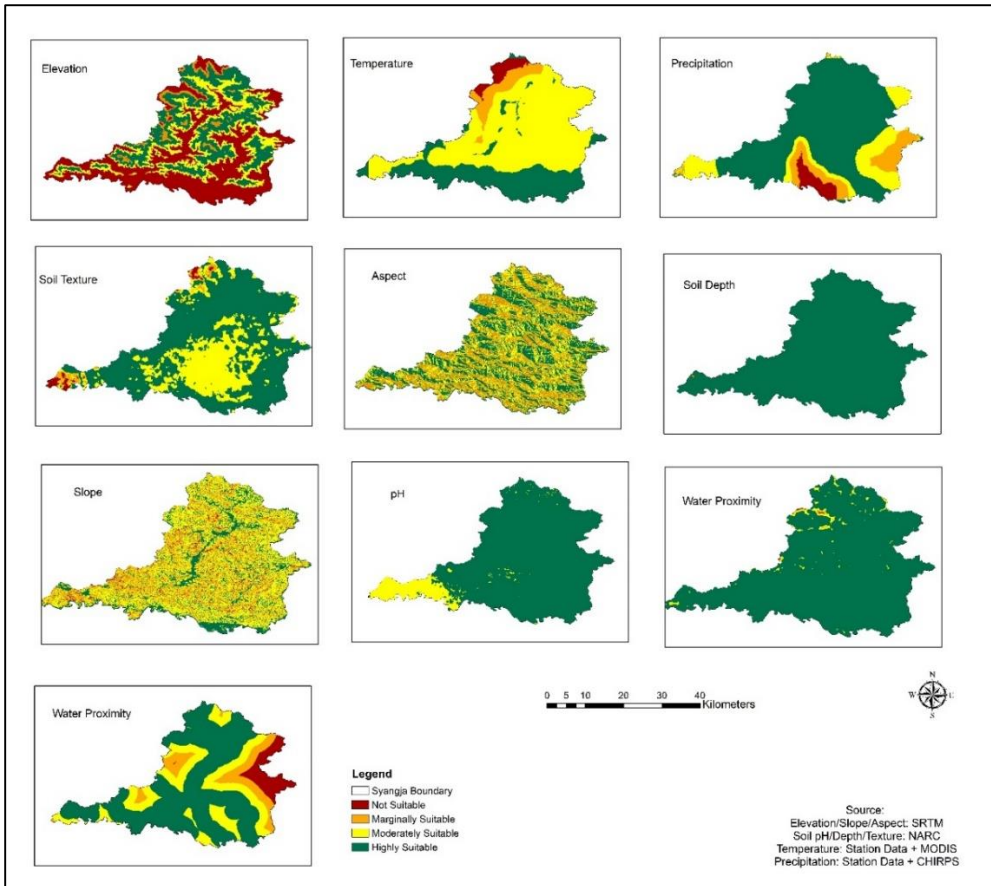 Elevation
Temperature
Precipitation
Soil Texture
Aspect
Soil Depth
Slope
pH
Water Proximity
Water Proximity
0 5 10 20 30 40
Kilometers
N
W E
S
Legend
Syangja Boundary
Not Suitable
Marginally Suitable
Moderately Suitable
Highly Suitable
Source:
Elevation/Slope/Aspect: SRTM
Soil pH/Depth/Texture: NARC
Temperature: Station Data + MODIS
Precipitation: Station Data + CHIRPS